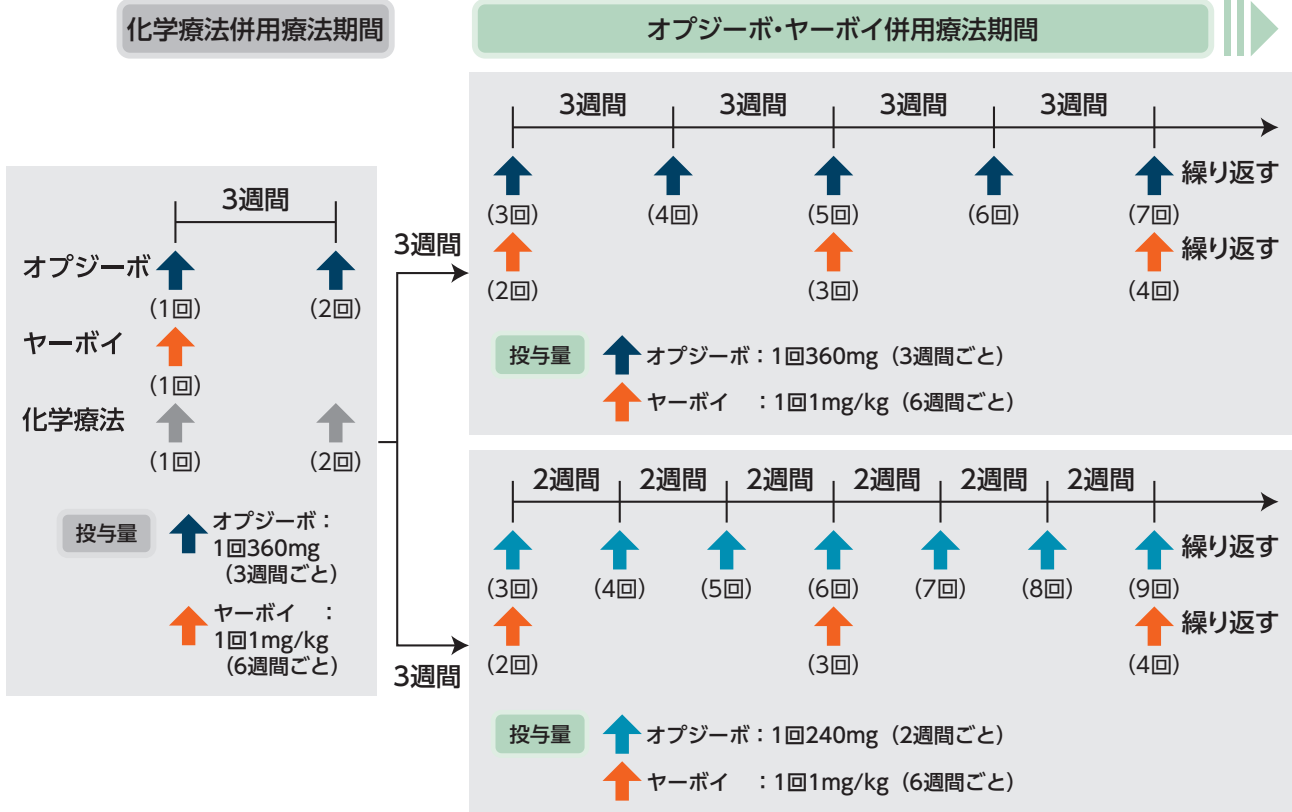 化学療法併用療法期間
オプジーボ・ヤーボイ併用療法期間
3週間
オプジーボ
(1回) (2回)
ヤーボイ
(1回)
化学療法
(1回) (2回)
投与量
オプジーボ：
1回360mg
（3週間ごと）
ヤーボイ ：
1回1mg/kg
（6週間ごと）
3週間
3週間 3週間 3週間 3週間
繰り返す
(3回) (4回) (5回) (6回) (7回)
繰り返す
(2回) (3回) (4回)
投与量
オプジーボ：1回360mg（3週間ごと）
ヤーボイ ：1回1mg/kg（6週間ごと）
3週間
2週間 2週間 2週間 2週間 2週間 2週間
繰り返す
(3回) (4回) (5回) (6回) (7回) (8回) (9回)
繰り返す
(2回) (3回) (4回)
投与量
オプジーボ：1回240mg（2週間ごと）
ヤーボイ ：1回1mg/kg（6週間ごと）